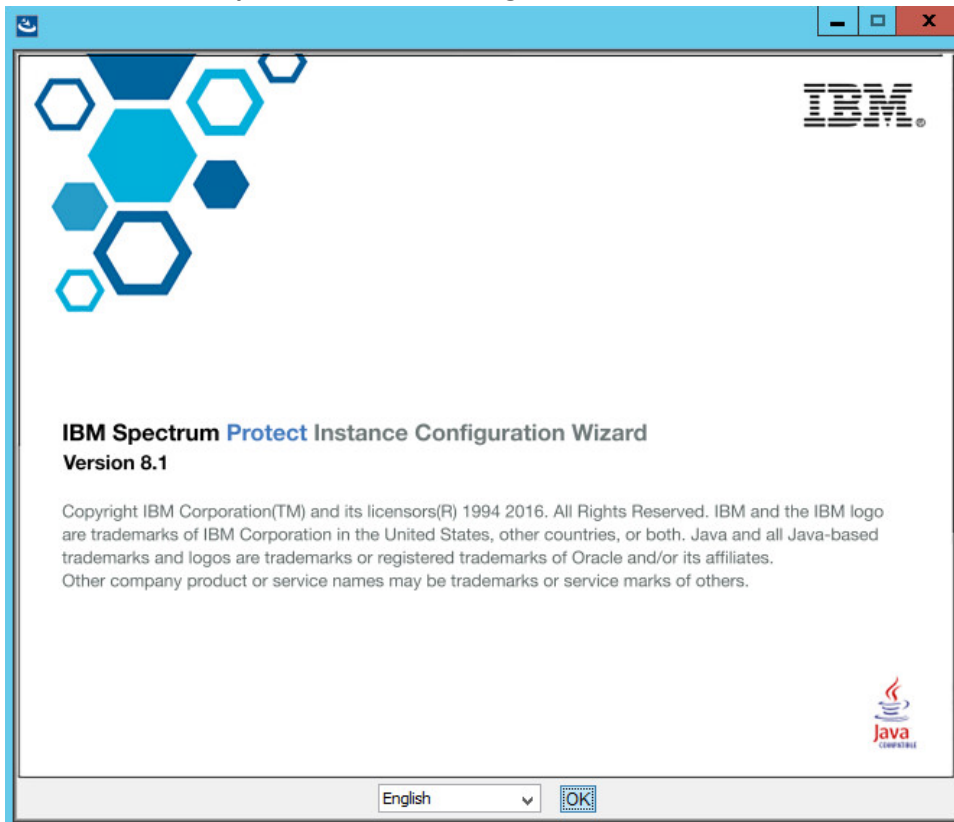 IBM®
IBM Spectrum Protect Instance Configuration Wizard
Version 8.1
Copyright IBM Corporation(TM) and its licensors(R) 1994 2016. All Rights Reserved. IBM and the IBM logo
are trademarks of IBM Corporation in the United States, other countries, or both. Java and all Java-based
trademarks and logos are trademarks or registered trademarks of Oracle and/or its affiliates.
Other company product or service names may be trademarks or service marks of others.
Java
COMPATIBLE
English
OK